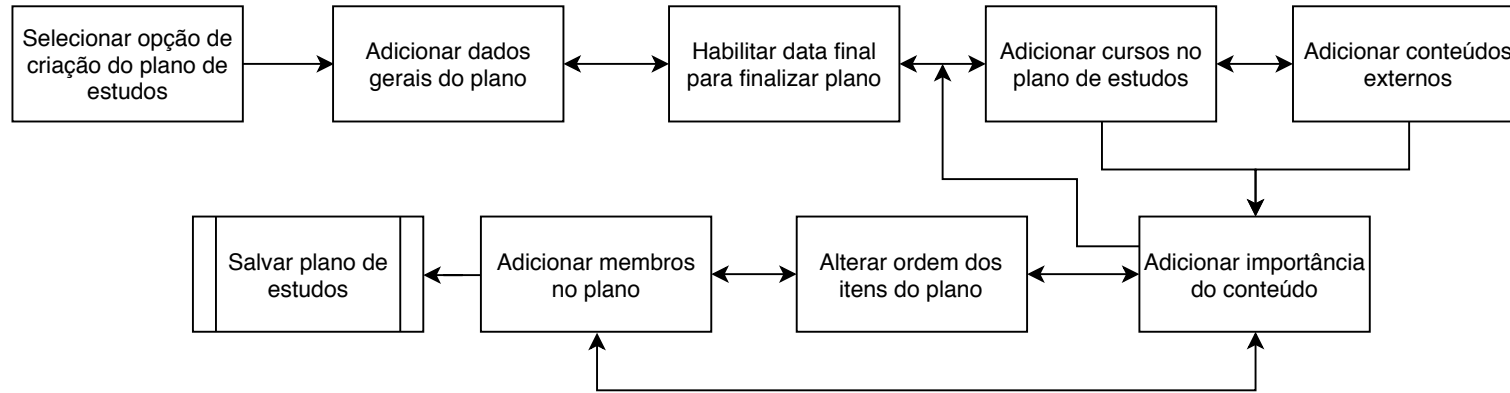 Selecionar opção de
criação do plano de
estudos
Adicionar dados
gerais do plano
Habilitar data final
para finalizar plano
Adicionar cursos no
plano de estudos
Adicionar conteúdos
externos
Salvar plano de
estudos
Adicionar membros
no plano
Alterar ordem dos
itens do plano
Adicionar importância
do conteúdo